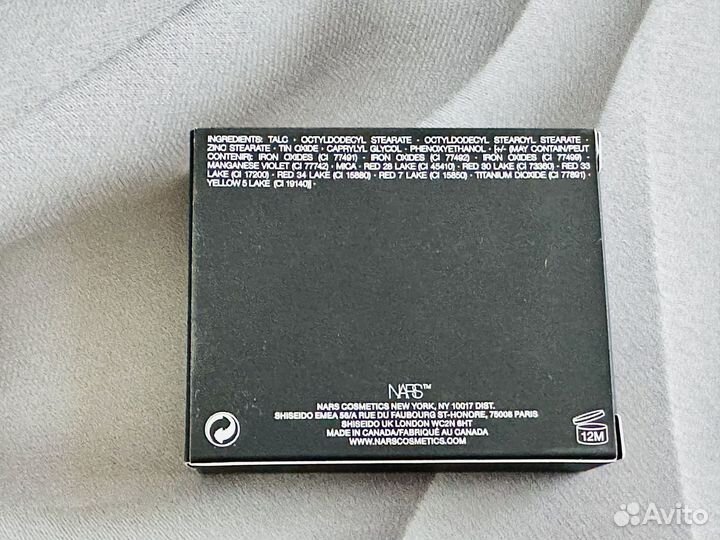 INGREDIENTS: TALC • OCTYLDODECYL STEARATE • OCTYLDODECYL STEAROYL STEARATE •
ZINC STEARATE • TIN OXIDE • CAPRYLYL GLYCOL • PHENOXYETHANOL • [+/- (MAY CONTAIN/PEUT
CONTENIR): IRON OXIDES (CI 77491) • IRON OXIDES (CI 77492) • IRON OXIDES (CI 77499) •
MANGANESE VIOLET (CI 77742) • MICA • RED 28 LAKE (CI 45410) • RED 30 LAKE (CI 73360) • RED 33
(CI 17200) • RED 34 LAKE (CI 15880) • RED 7 LAKE (CI 15850) • TITANIUM DIOXIDE (CI 77891) •
YELLOW 5 LAKE (CI 19140)] •
NARS™
NARS COSMETICS NEW YORK, NY 10017 DIST.
SHISEIDO EMEA 56/A RUE DU FAUBOURG ST-HONORE, 75008 PARIS
SHISEIDO UK LONDON WC2N 6HT
MADE IN CANADA/FABRIQUÉ AU CANADA
WWW.NARSCOSMETICS.COM
12M
Avito